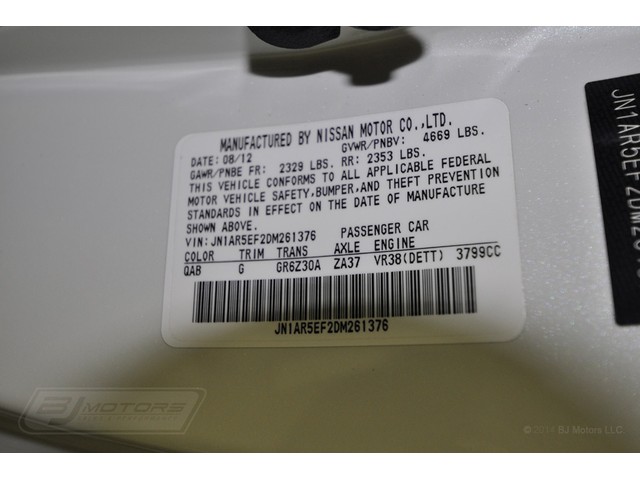 MANUFACTURED BY NISSAN MOTOR CO.,LTD.
DATE: 08/12 GVWR/PNBV: 4669 LBS.
GAWR/PNBE FR: 2329 LBS. RR: 2353 LBS.
THIS VEHICLE CONFORMS TO ALL APPLICABLE FEDERAL
MOTOR VEHICLE SAFETY,BUMPER,AND THEFT PREVENTION
STANDARDS IN EFFECT ON THE DATE OF MANUFACTURE
SHOWN ABOVE.
VIN:JN1AR5EF2DM261376 PASSENGER CAR
COLOR TRIM TRANS AXLE ENGINE
QAB G GR6Z30A ZA37 VR38(DETT) 3799CC
JN1AR5EF2DM261376
JN1AR5EF2DM26
BJ MOTORS
© 2014 BJ Motors LLC